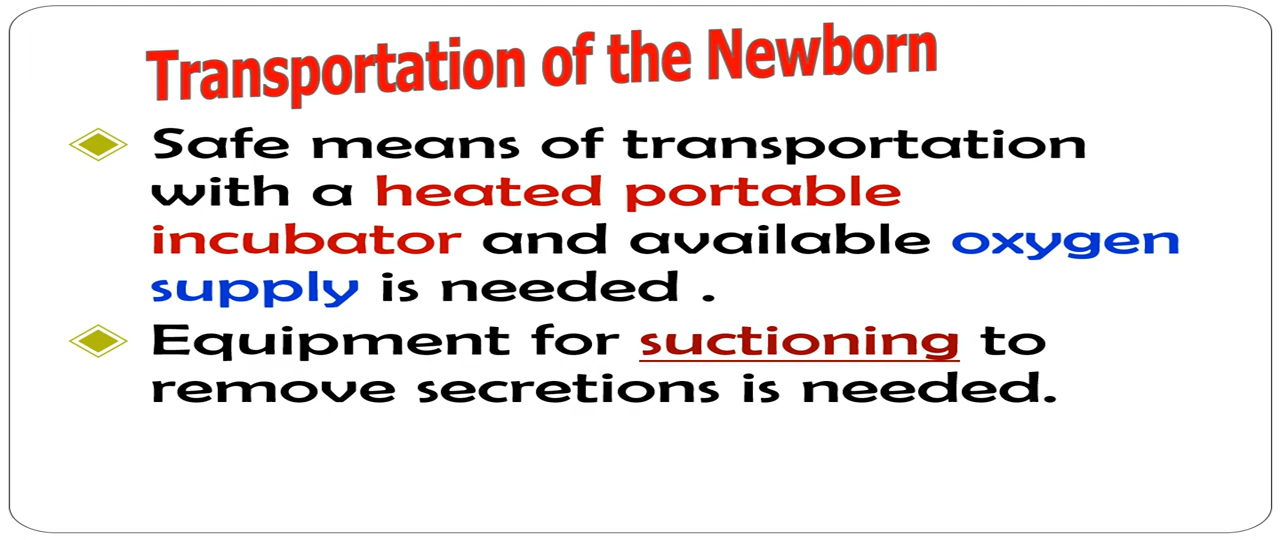 Transportation of the Newborn
Safe means of transportation
with a heated portable
incubator and available oxygen
supply is needed .
Equipment for suctioning to
remove secretions is needed.